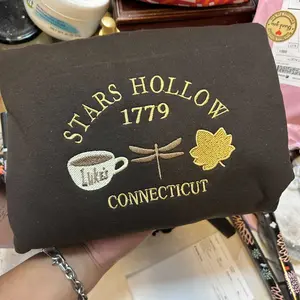 STARS HOLLOW
1779
Luke's
CONNECTICUT